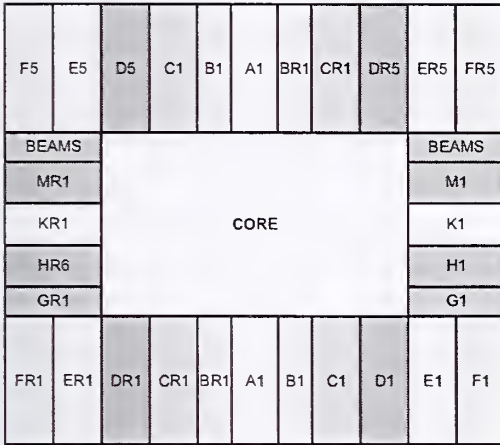 F5 E5 D5 C1 B1 A1 BR1 CR1 DR5 ER5 FR5
BEAMS BEAMS
MR1 M1
KR1 CORE K1
HR6 H1
GR1 G1
FR1 ER1 DR1 CR1 BR1 A1 B1 C1 D1 E1 F1